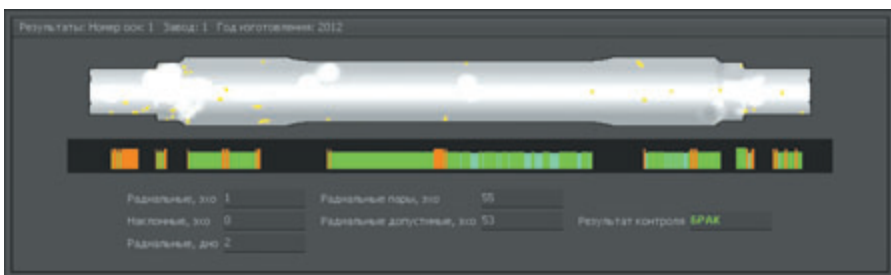 Результаты: Номер оси: 1 Завод: 1 Год изготовления: 2012
Радиальные, эхо 1 Радиальные пары, эхо 55
Наклонные, эхо 0 Радиальные допустимые, эхо 53 Результат контроля БРАК
Радиальные, дно 2